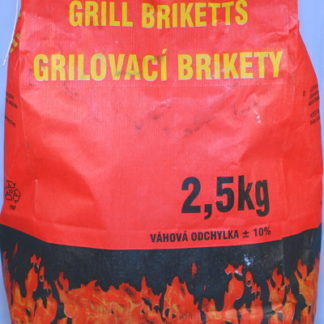 GRILL BRIKETTS
GRILOVACÍ BRIKETY
2,5kg
VÁHOVÁ ODCHYLKA ± 10%